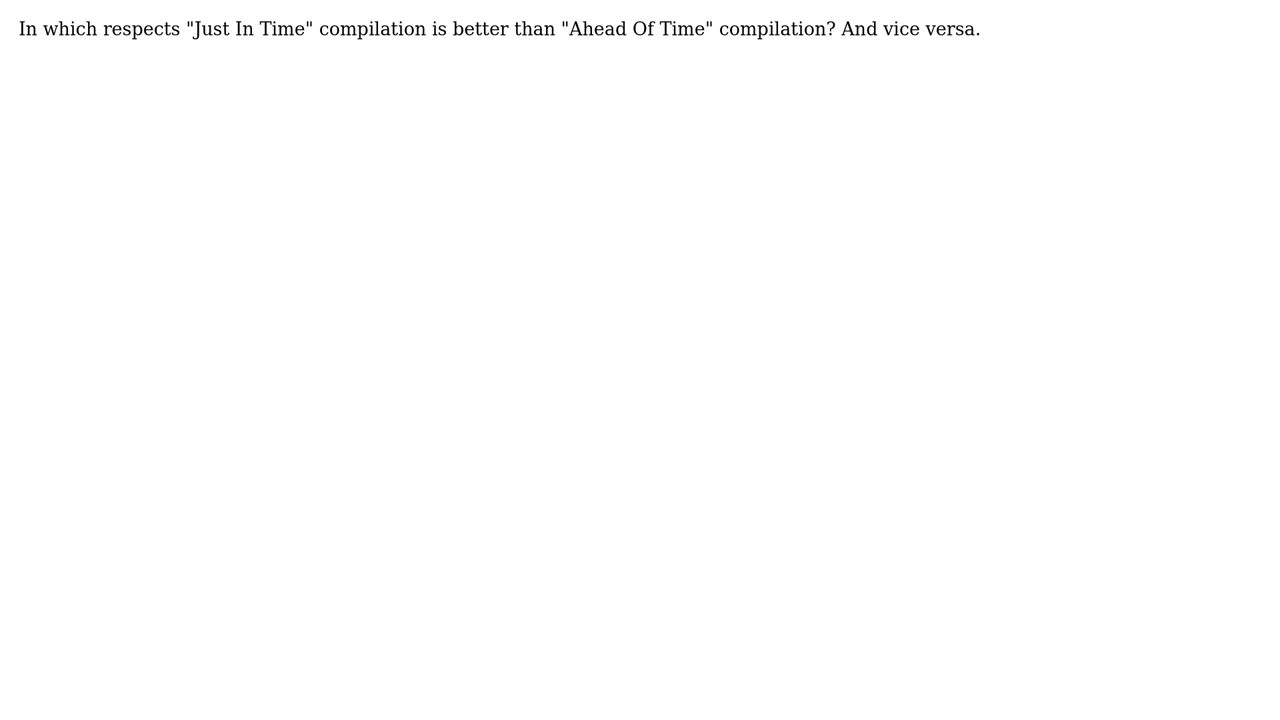 In which respects "Just In Time" compilation is better than "Ahead Of Time" compilation? And vice versa.